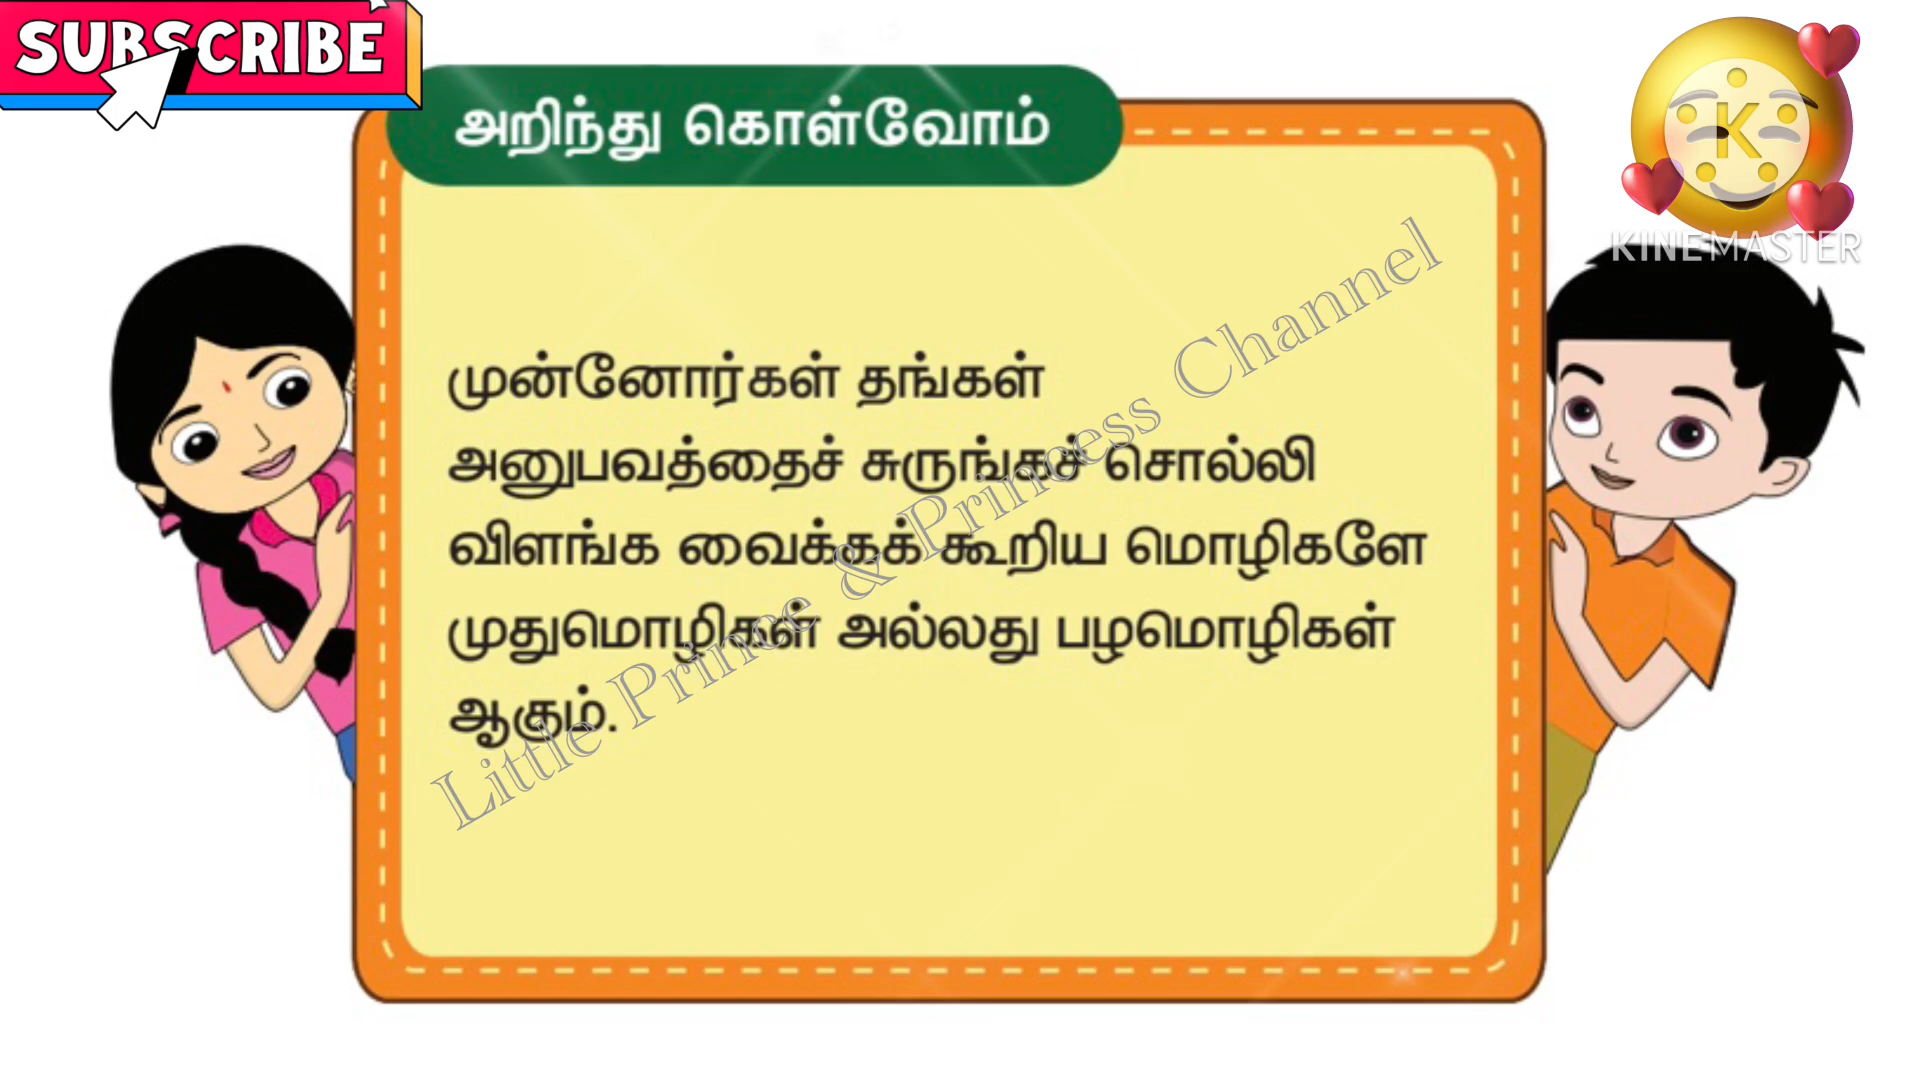 SUBSCRIBE
K
KINEMASTER
அறிந்து கொள்வோம்
முன்னோர்கள் தங்கள்
அனுபவத்தைச் சுருங்கச் சொல்லி
விளங்க வைக்கக் கூறிய மொழிகளே
முதுமொழிகள் அல்லது பழமொழிகள்
ஆகும்.
Little Prince & Princess Channel